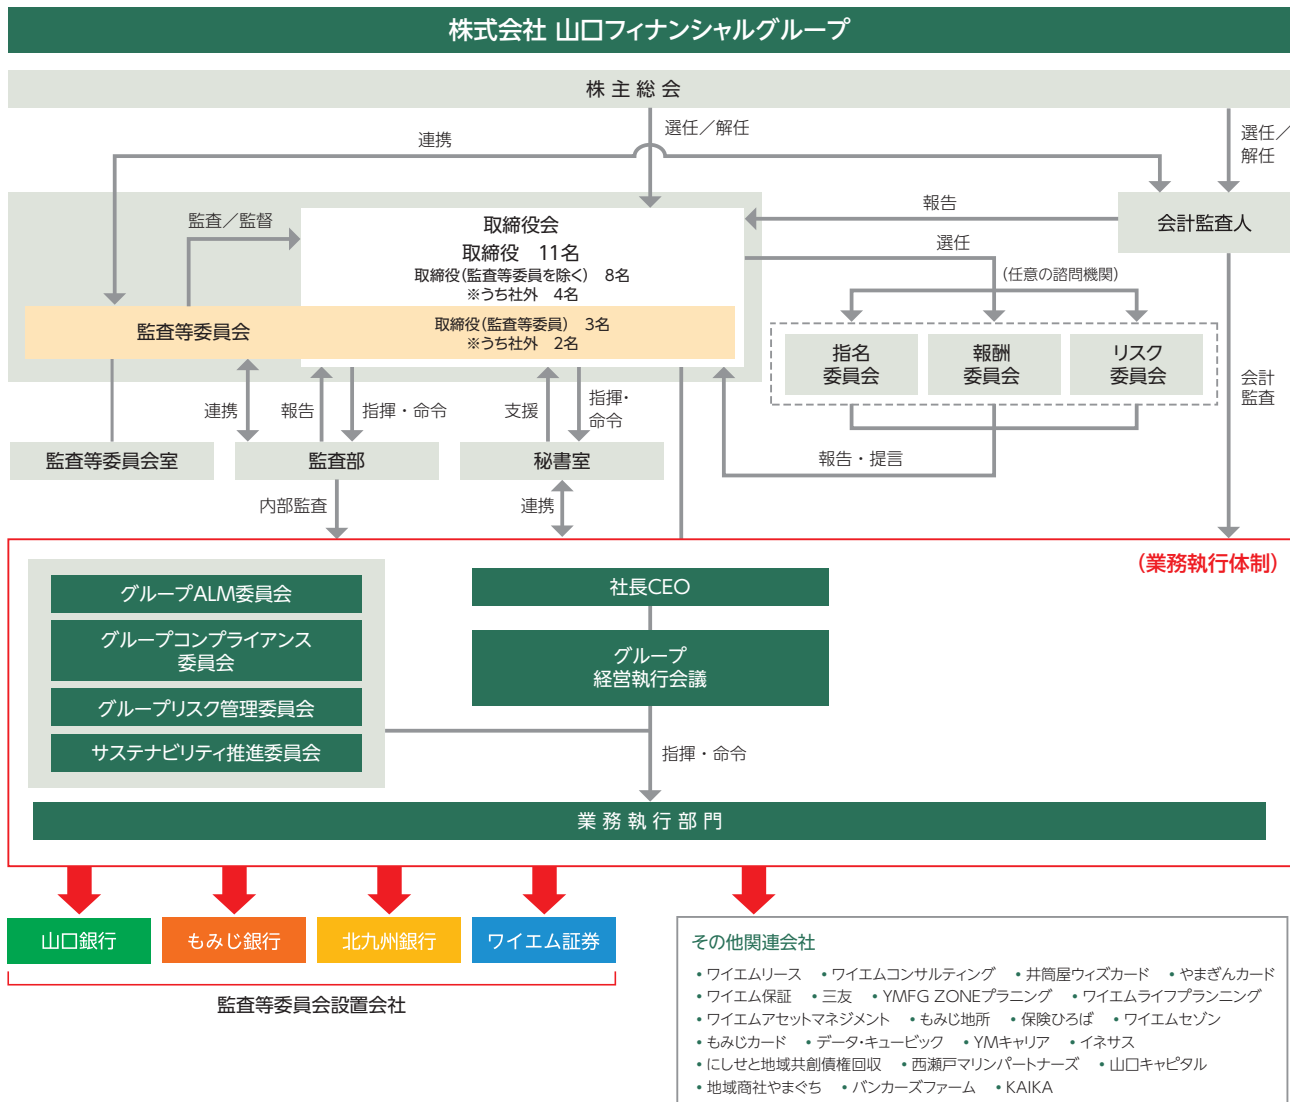 株式会社 山口フィナンシャルグループ
株主総会
選任／解任
選任／
解任
連携
監査／監督
取締役会
取締役　11名
取締役(監査等委員を除く)　8名
※うち社外　4名
監査等委員会
取締役(監査等委員)　3名
※うち社外　2名
報告
会計監査人
選任
(任意の諮問機関)
指名
委員会
報酬
委員会
リスク
委員会
会計
監査
連携
報告
指揮・命令
支援
指揮・
命令
報告・提言
監査等委員会室
監査部
秘書室
内部監査
連携
(業務執行体制)
グループALM委員会
グループコンプライアンス
委員会
グループリスク管理委員会
サステナビリティ推進委員会
社長CEO
グループ
経営執行会議
指揮・命令
業務執行部門
山口銀行
もみじ銀行
北九州銀行
ワイエム証券
監査等委員会設置会社
その他関連会社
•ワイエムリース •ワイエムコンサルティング •井筒屋ウィズカード •やまぎんカード
•ワイエム保証 •三友 •YMFG ZONEプラニング •ワイエムライフプランニング
•ワイエムアセットマネジメント •もみじ地所 •保険ひろば •ワイエムセゾン
•もみじカード •データ・キュービック •YMキャリア •イネサス
•にしせと地域共創債権回収 •西瀬戸マリンパートナーズ •山口キャピタル
•地域商社やまぐち •バンカーズファーム •KAIKA